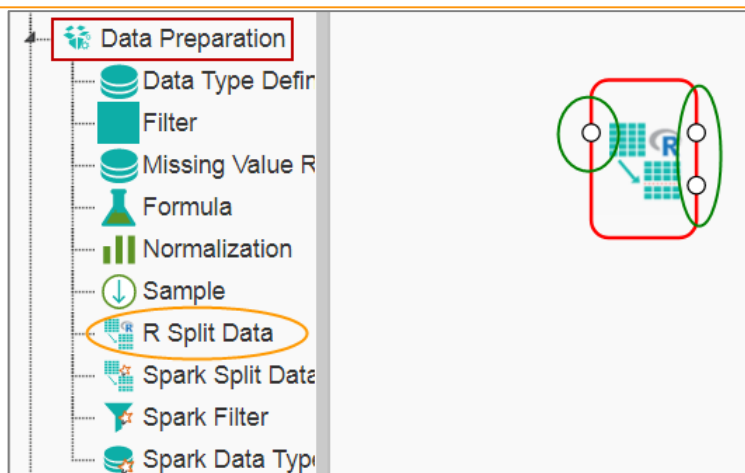 Data Preparation
Data Type Defin
Filter
Missing Value R
Formula
Normalization
Sample
R Split Data
Spark Split Data
Spark Filter
Spark Data Type
R